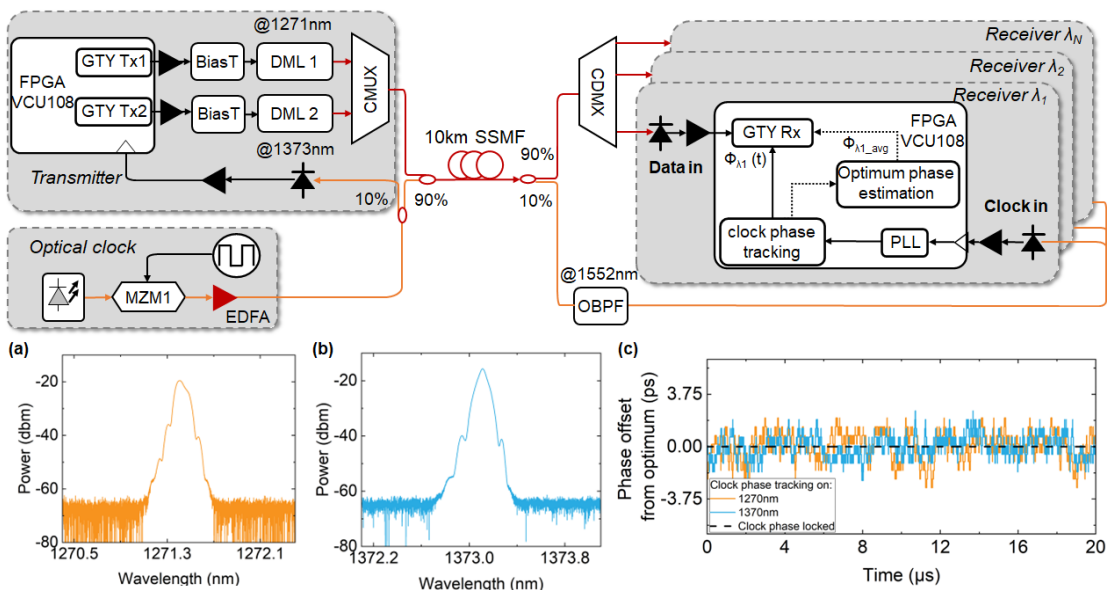 @1271nm
GTY Tx1
BiasT
DML 1
FPGA
VCU108
GTY Tx2
BiasT
DML 2
CMUX
@1373nm
Transmitter
10%
90%
10km SSMF
90%
10%
CDMX
Receiver λN
Receiver λ2
Receiver λ1
FPGA
VCU108
GTY Rx
Data in
Φλ1 (t)
Φλ1_avg
Optimum phase
estimation
clock phase
tracking
PLL
Clock in
@1552nm
OBPF
Optical clock
MZM1
EDFA
(a)
Power (dbm)
-20
-40
-60
-80
1270.5
1271.3
1272.1
Wavelength (nm)
(b)
Power (dbm)
-20
-40
-60
-80
1372.2
1373.0
1373.8
Wavelength (nm)
(c)
Phase offset
from optimum (ps)
3.75
0.00
-3.75
Clock phase tracking on:
1270nm
1370nm
Clock phase locked
0
4
8
12
16
20
Time (µs)